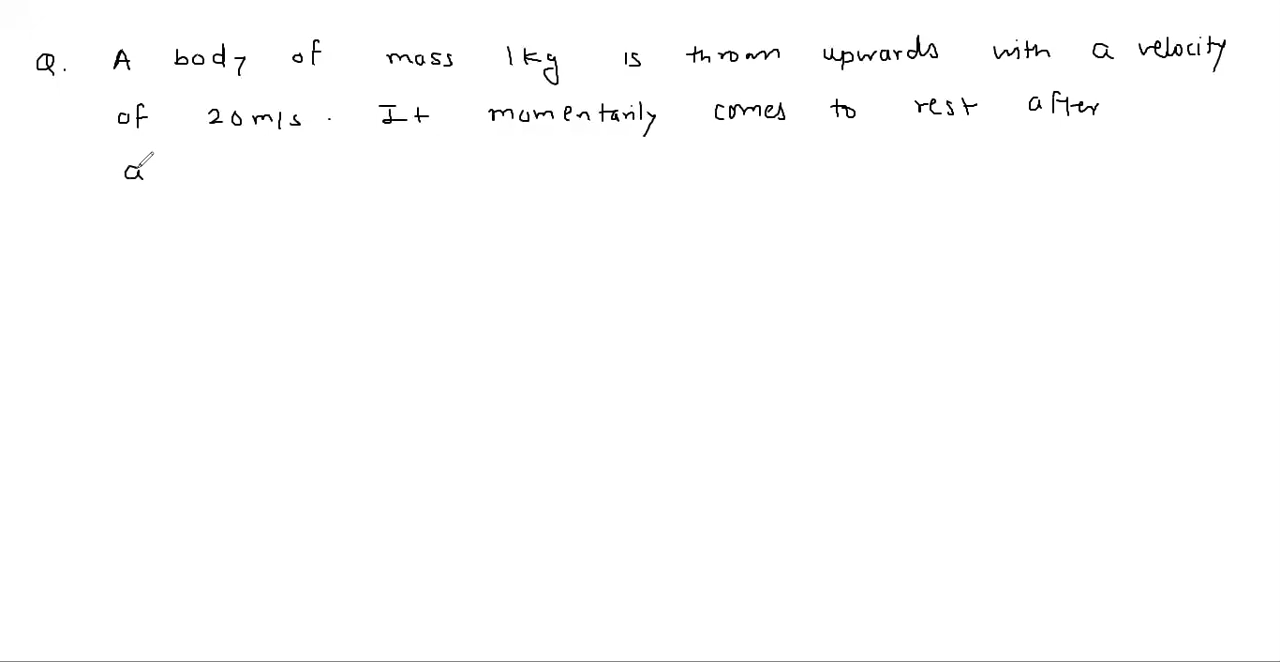 Q. A body of mass 1kg is thrown upwards with a velocity
of 20m/s. It momentarily comes to rest after
a